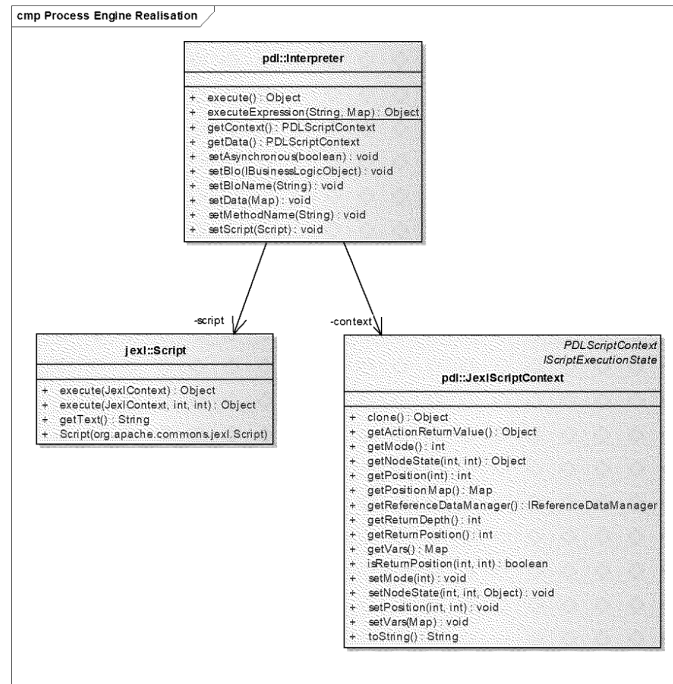 cmp Process Engine Realisation
pdl::Interpreter
+ execute() : Object
+ executeExpression(String, Map) : Object
+ getContext() : PDLScriptContext
+ getData() : PDLScriptContext
+ setAsynchronous(boolean) : void
+ setBlo(IBusinessLogicObject) : void
+ setBloName(String) : void
+ setData(Map) : void
+ setMethodName(String) : void
+ setScript(Script) : void
-script
-context
jexl::Script
+ execute(JexlContext) : Object
+ execute(JexlContext, int, int) : Object
+ getText() : String
+ Script(org.apache.commons.jexl.Script)
PDLScriptContext
IScriptExecutionState
pdl::JexlScriptContext
+ clone() : Object
+ getActionReturnValue() : Object
+ getMode() : int
+ getNodeState(int, int) : Object
+ getPosition(int) : int
+ getPositionMap() : Map
+ getReferenceDataManager() : IReferenceDataManager
+ getReturnDepth() : int
+ getReturnPosition() : int
+ getVars() : Map
+ isReturnPosition(int, int) : boolean
+ setMode(int) : void
+ setNodeState(int, int, Object) : void
+ setPosition(int, int) : void
+ setVars(Map) : void
+ toString() : String